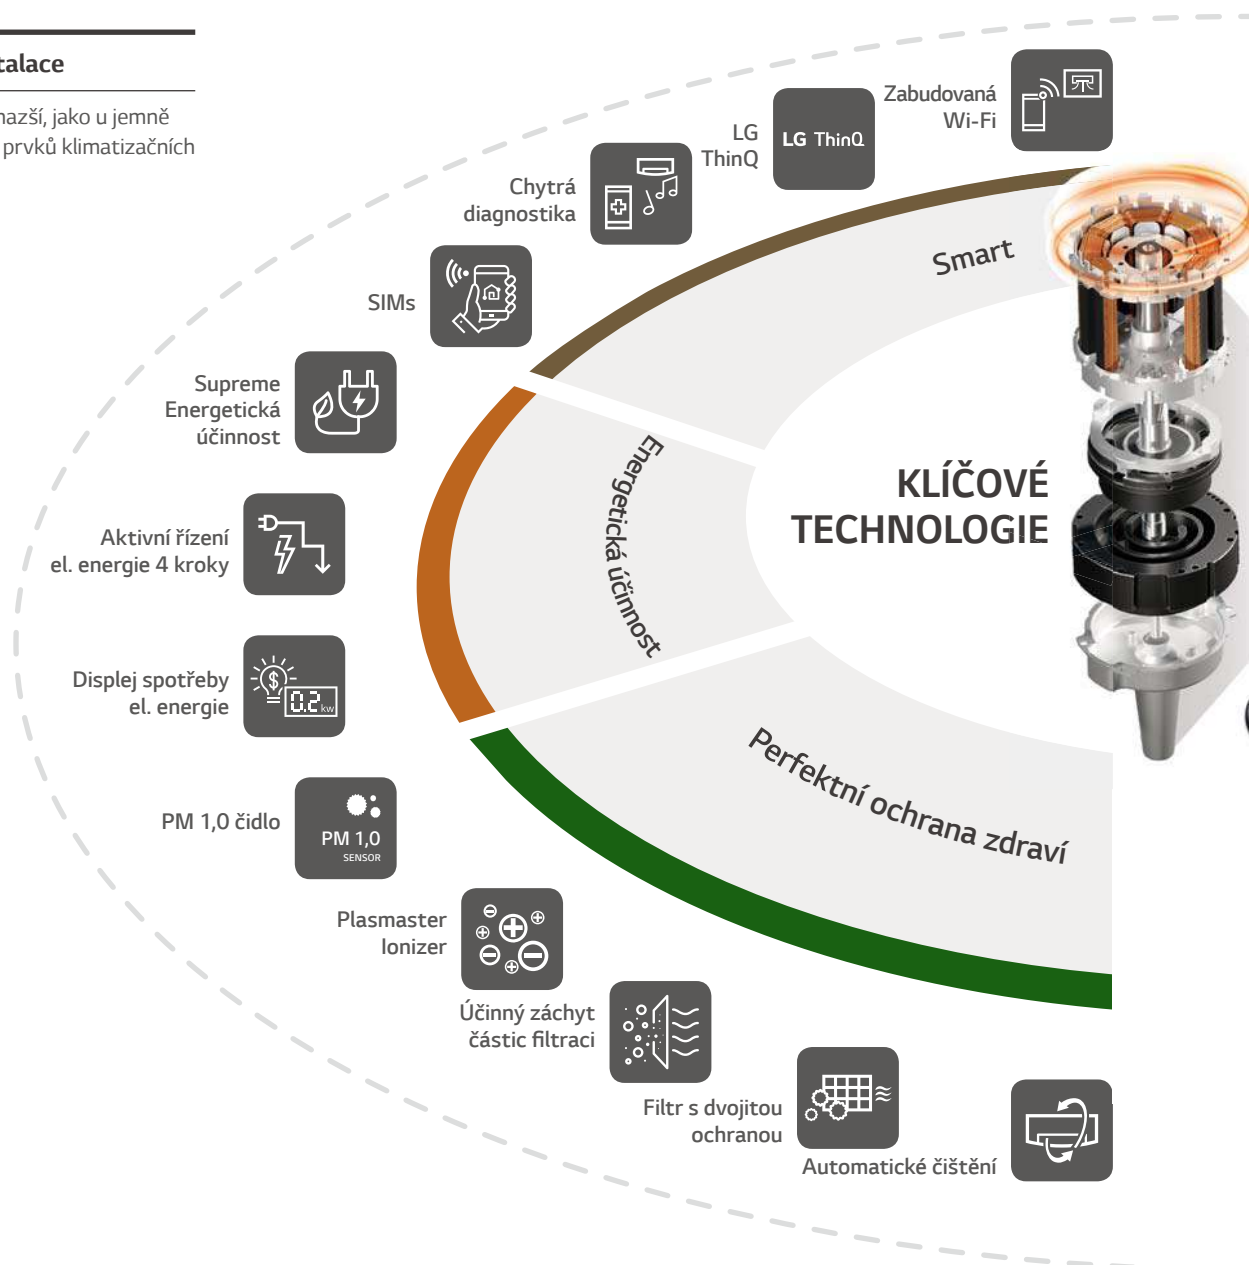 talace
nazší, jako u jemně
prvků klimatizačních
Zabudovaná
Wi-Fi
LG
ThinQ
LG ThinQ
Chytrá
diagnostika
SIMs
Smart
Supreme
Energetická
účinnost
Energetická účinnost
KLÍČOVÉ
TECHNOLOGIE
Aktivní řízení
el. energie 4 kroky
Displej spotřeby
el. energie
$
0.2 kw
Perfektní ochrana zdraví
PM 1,0 čidlo
PM 1,0
SENSOR
Plasmaster
Ionizer
Účinný záchyt
částic filtraci
Filtr s dvojitou
ochranou
Automatické čištění